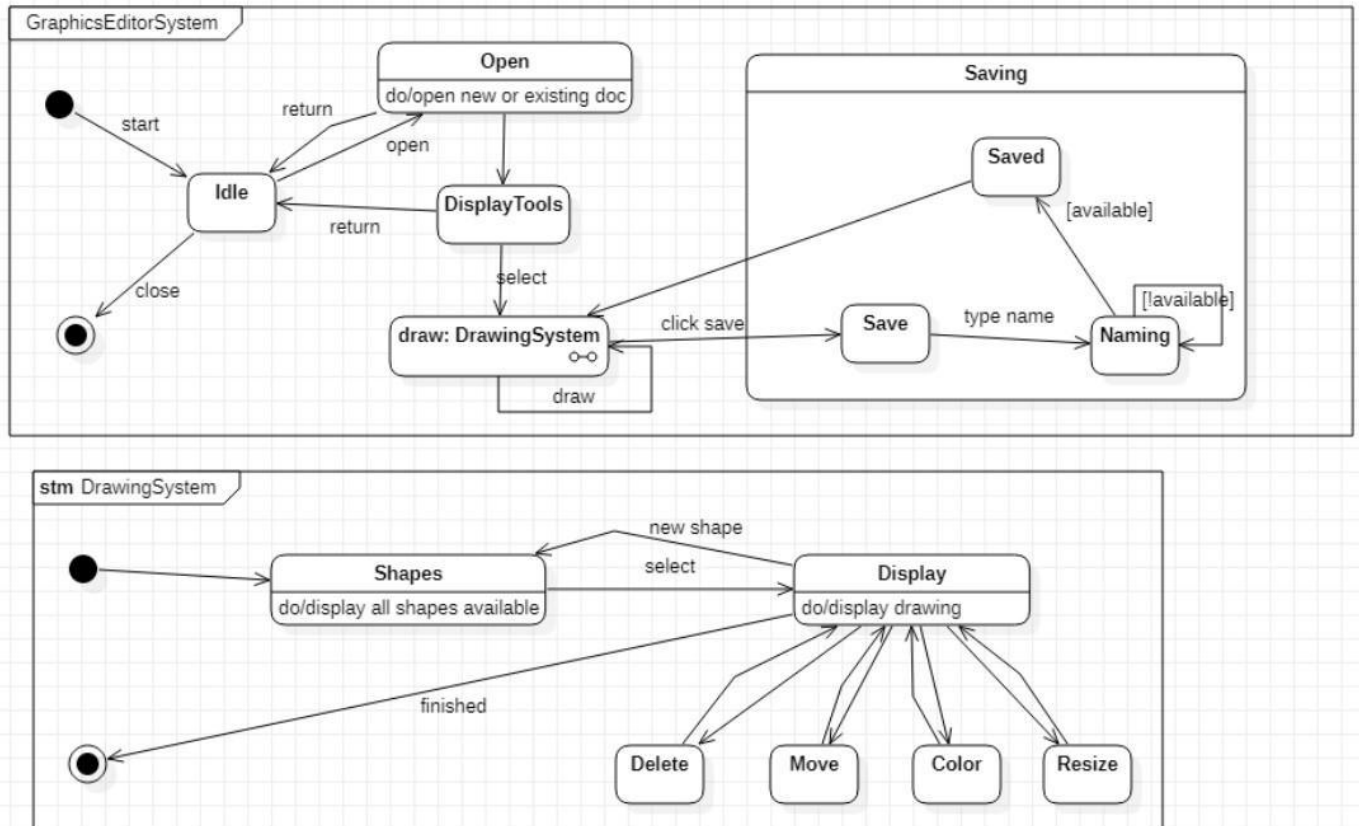 GraphicsEditorSystem
Open
do/open new or existing doc
Saving
return
start
open
Saved
Idle
DisplayTools
[available]
return
close
select
[!available]
draw: DrawingSystem
click save
Save
type name
Naming
draw
stm DrawingSystem
new shape
Shapes
select
Display
do/display all shapes available
do/display drawing
finished
Delete
Move
Color
Resize